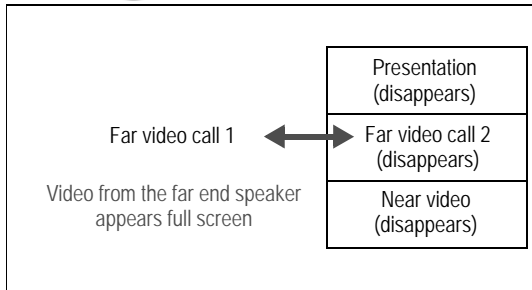 Presentation
(disappears)
Far video call 1
Far video call 2
(disappears)
Video from the far end speaker
appears full screen
Near video
(disappears)